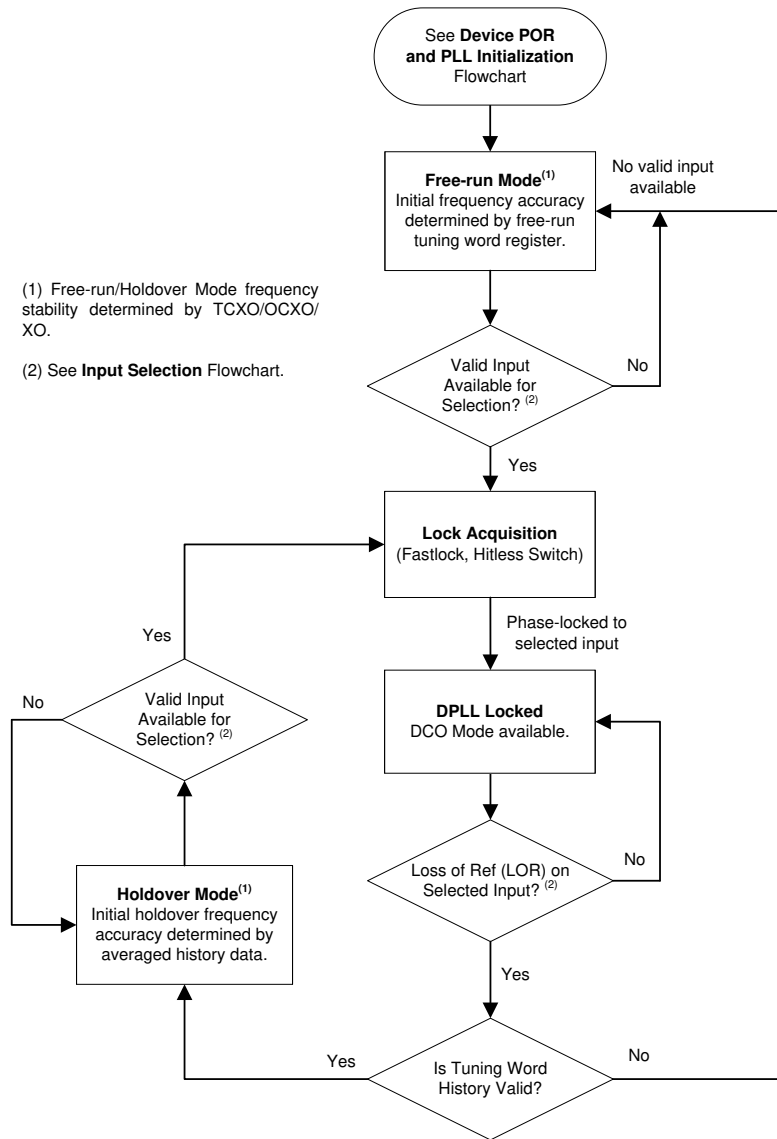 See Device POR
and PLL Initialization
Flowchart
No valid input
available
Free-run Mode(1)
Initial frequency accuracy
determined by free-run
tuning word register.
(1) Free-run/Holdover Mode frequency
stability determined by TCXO/OCXO/
XO.
(2) See Input Selection Flowchart.
Valid Input
Available for
Selection? (2)
No
Yes
Lock Acquisition
(Fastlock, Hitless Switch)
Phase-locked to
selected input
Yes
No
Valid Input
Available for
Selection? (2)
DPLL Locked
DCO Mode available.
Loss of Ref (LOR) on
Selected Input? (2)
No
Holdover Mode(1)
Initial holdover frequency
accuracy determined by
averaged history data.
Yes
Yes
Is Tuning Word
History Valid?
No